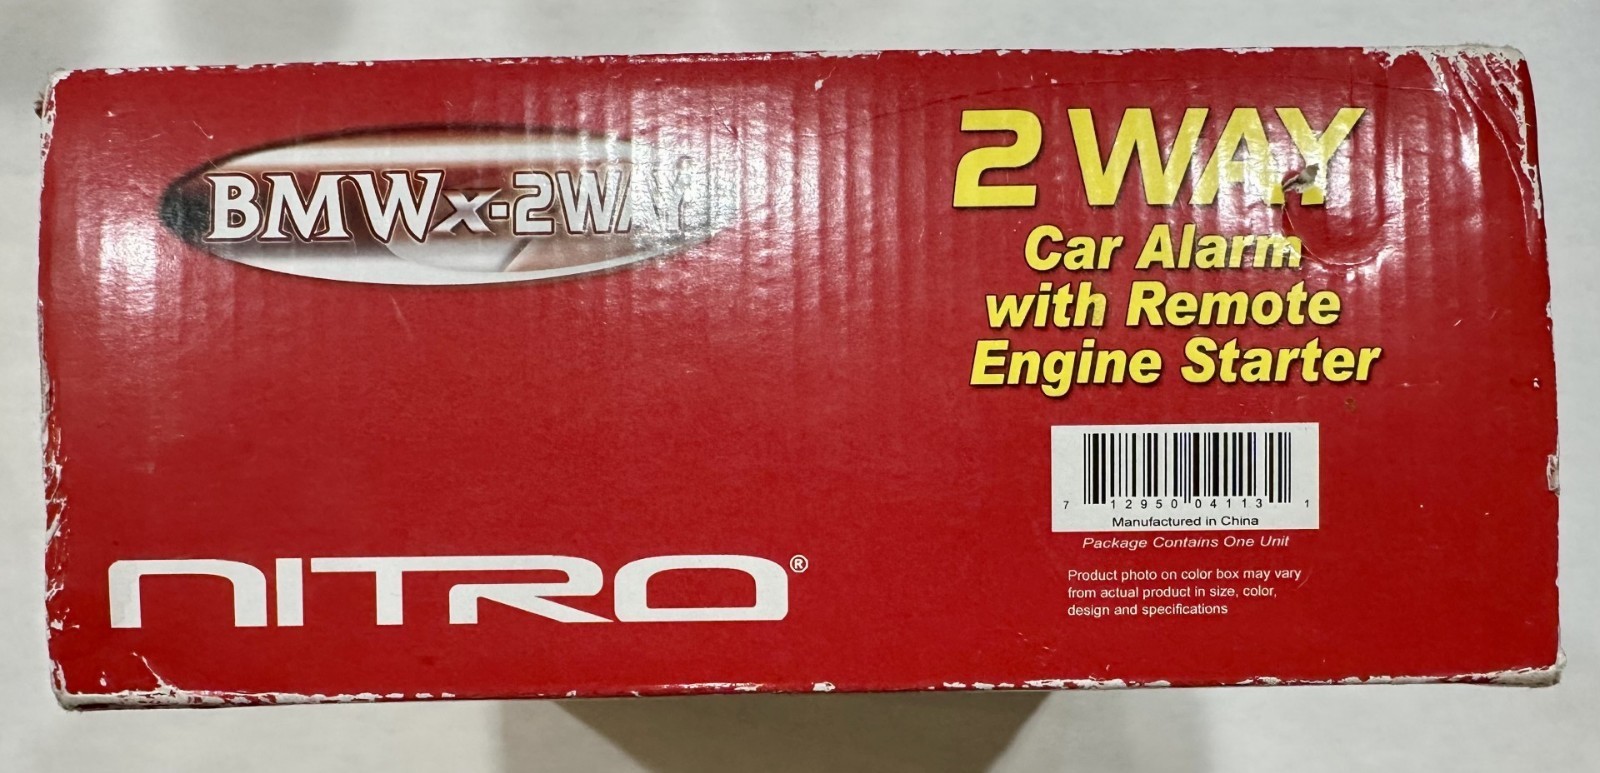 BMWx-2WAY
2 WAY
Car Alarm
with Remote
Engine Starter
7 12950 04113 1
Manufactured in China
Package Contains One Unit
Product photo on color box may vary
from actual product in size, color,
design and specifications
NITRO®